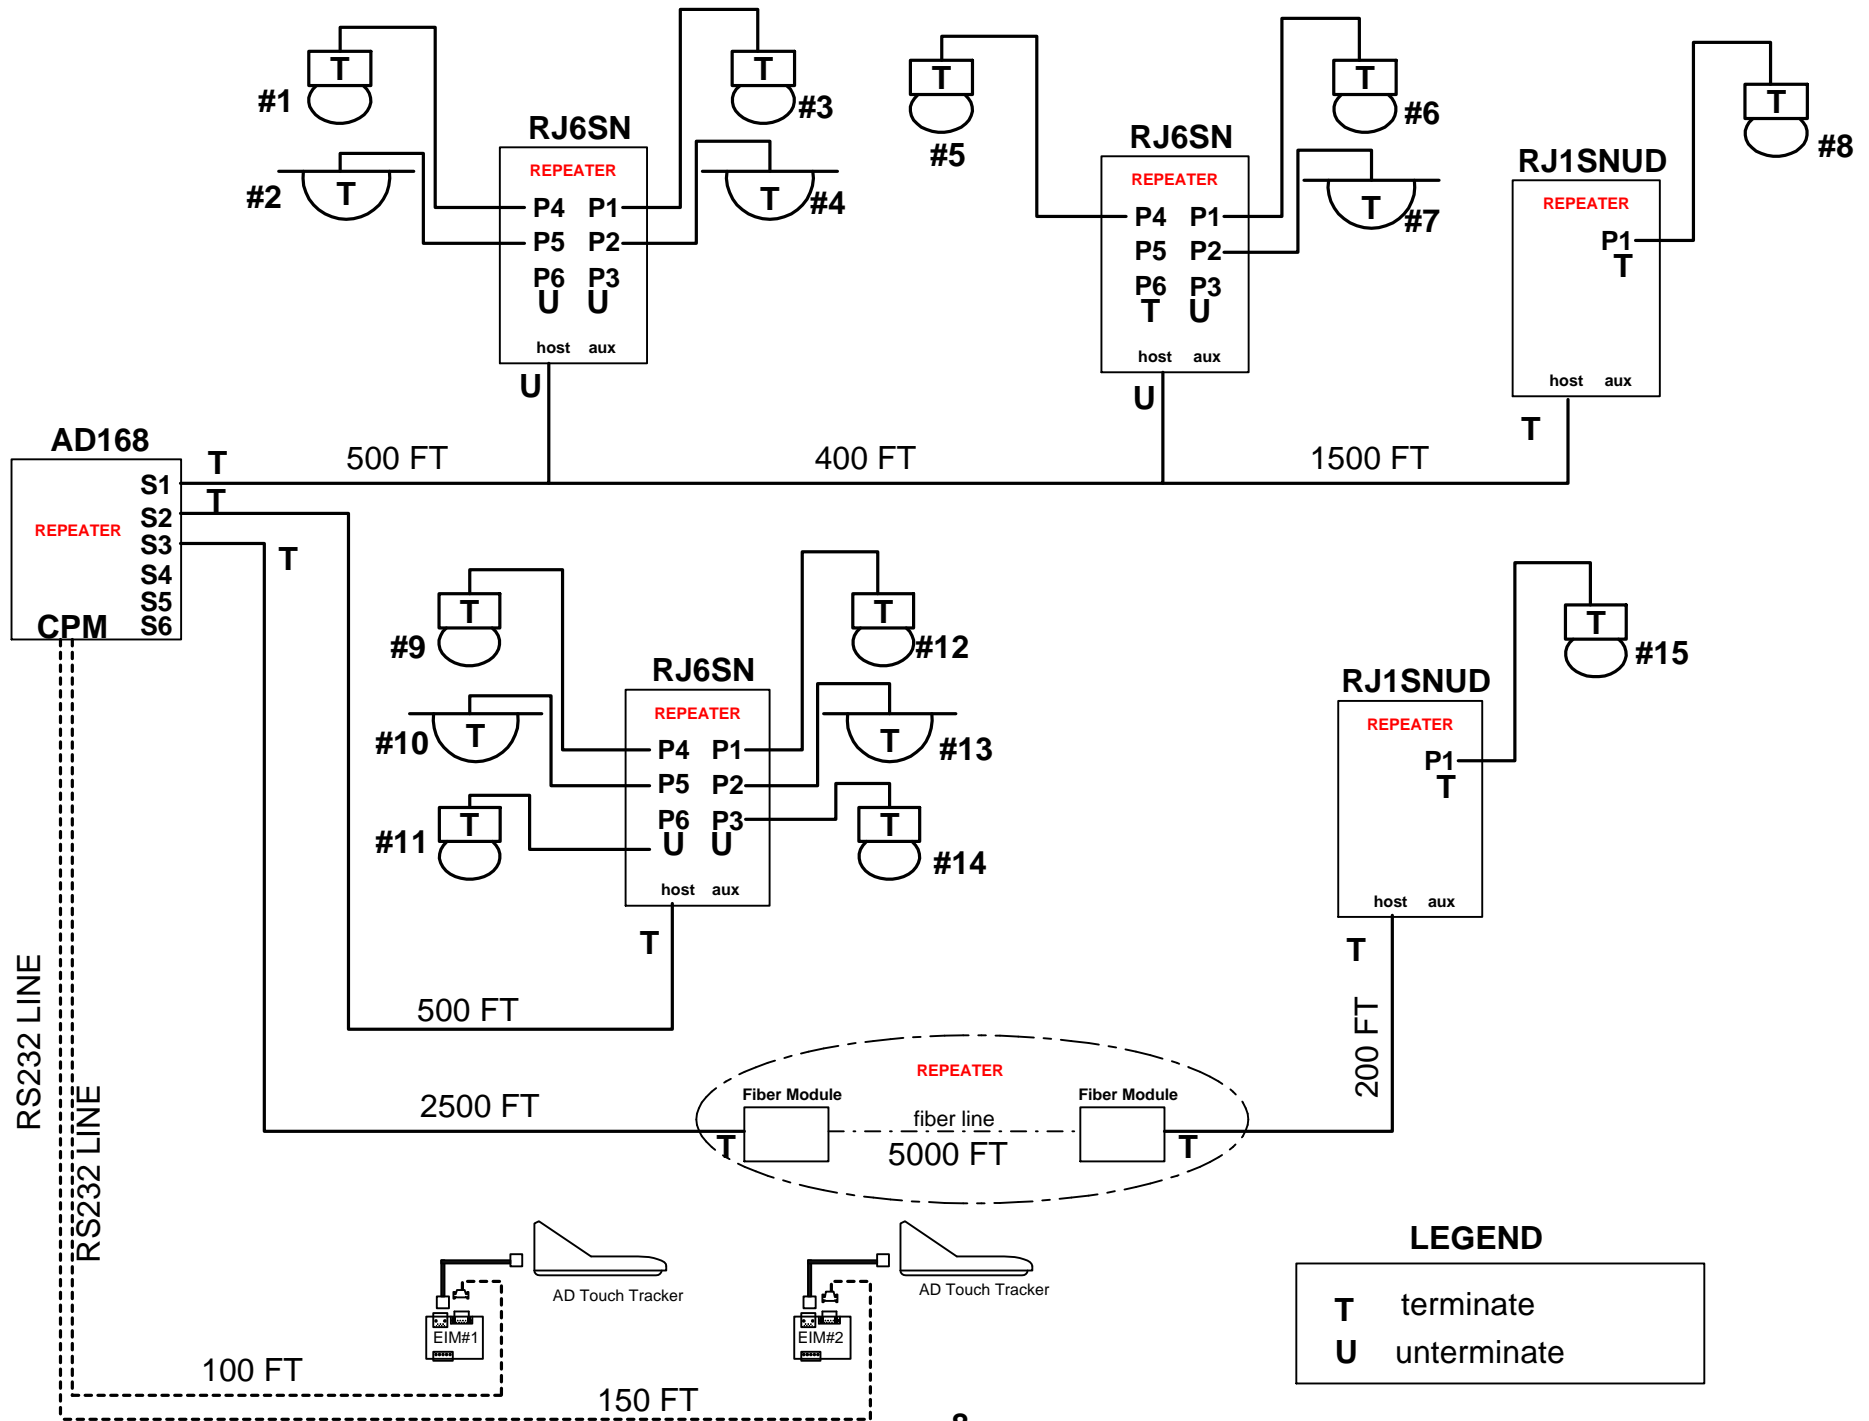 T
#1
T
#2
T
#3
T
#4
RJ6SN
REPEATER
P4 P1
P5 P2
P6 P3
U U
host aux
U
T
#5
T
#6
T
#7
RJ6SN
REPEATER
P4 P1
P5 P2
P6 P3
T U
host aux
U
T
#8
RJ1SNUD
REPEATER
P1
T
host aux
T
AD168
REPEATER
S1
S2
S3
S4
S5
S6
CPM
T
T
T
500 FT
400 FT
1500 FT
T
#9
T
#10
T
#11
T
#12
T
#13
T
#14
RJ6SN
REPEATER
P4 P1
P5 P2
P6 P3
U U
host aux
T
500 FT
T
#15
RJ1SNUD
REPEATER
P1
T
host aux
T
200 FT
2500 FT
REPEATER
Fiber Module
Fiber Module
fiber line
5000 FT
T
T
RS232 LINE
RS232 LINE
AD Touch Tracker
EIM#1
100 FT
AD Touch Tracker
EIM#2
150 FT
LEGEND
T terminate
U unterminate